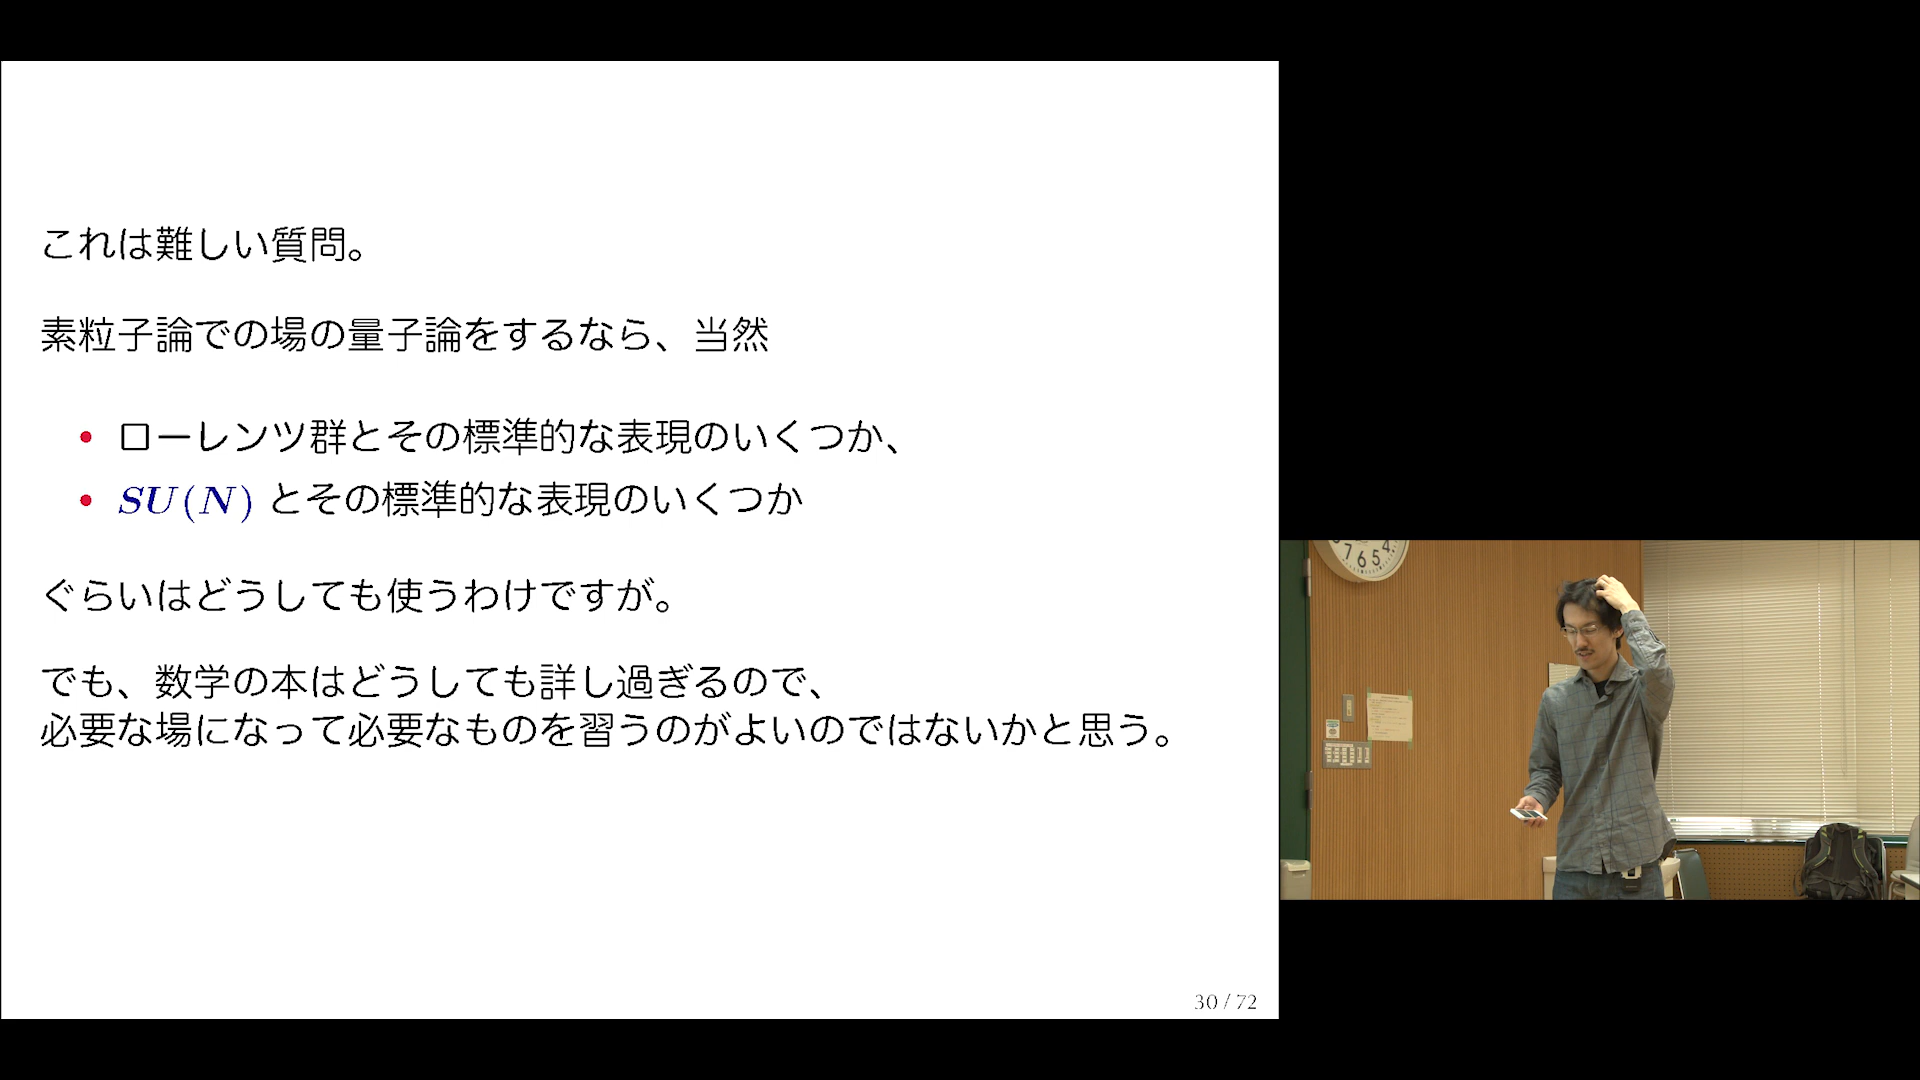 これは難しい質問。
素粒子論での場の量子論をするなら、当然
• ローレンツ群とその標準的な表現のいくつか、
• SU(N) とその標準的な表現のいくつか
ぐらいはどうしても使うわけですが。
でも、数学の本はどうしても詳し過ぎるので、
必要な場になって必要なものを習うのがよいのではないかと思う。
30 / 72
7 6 5 4